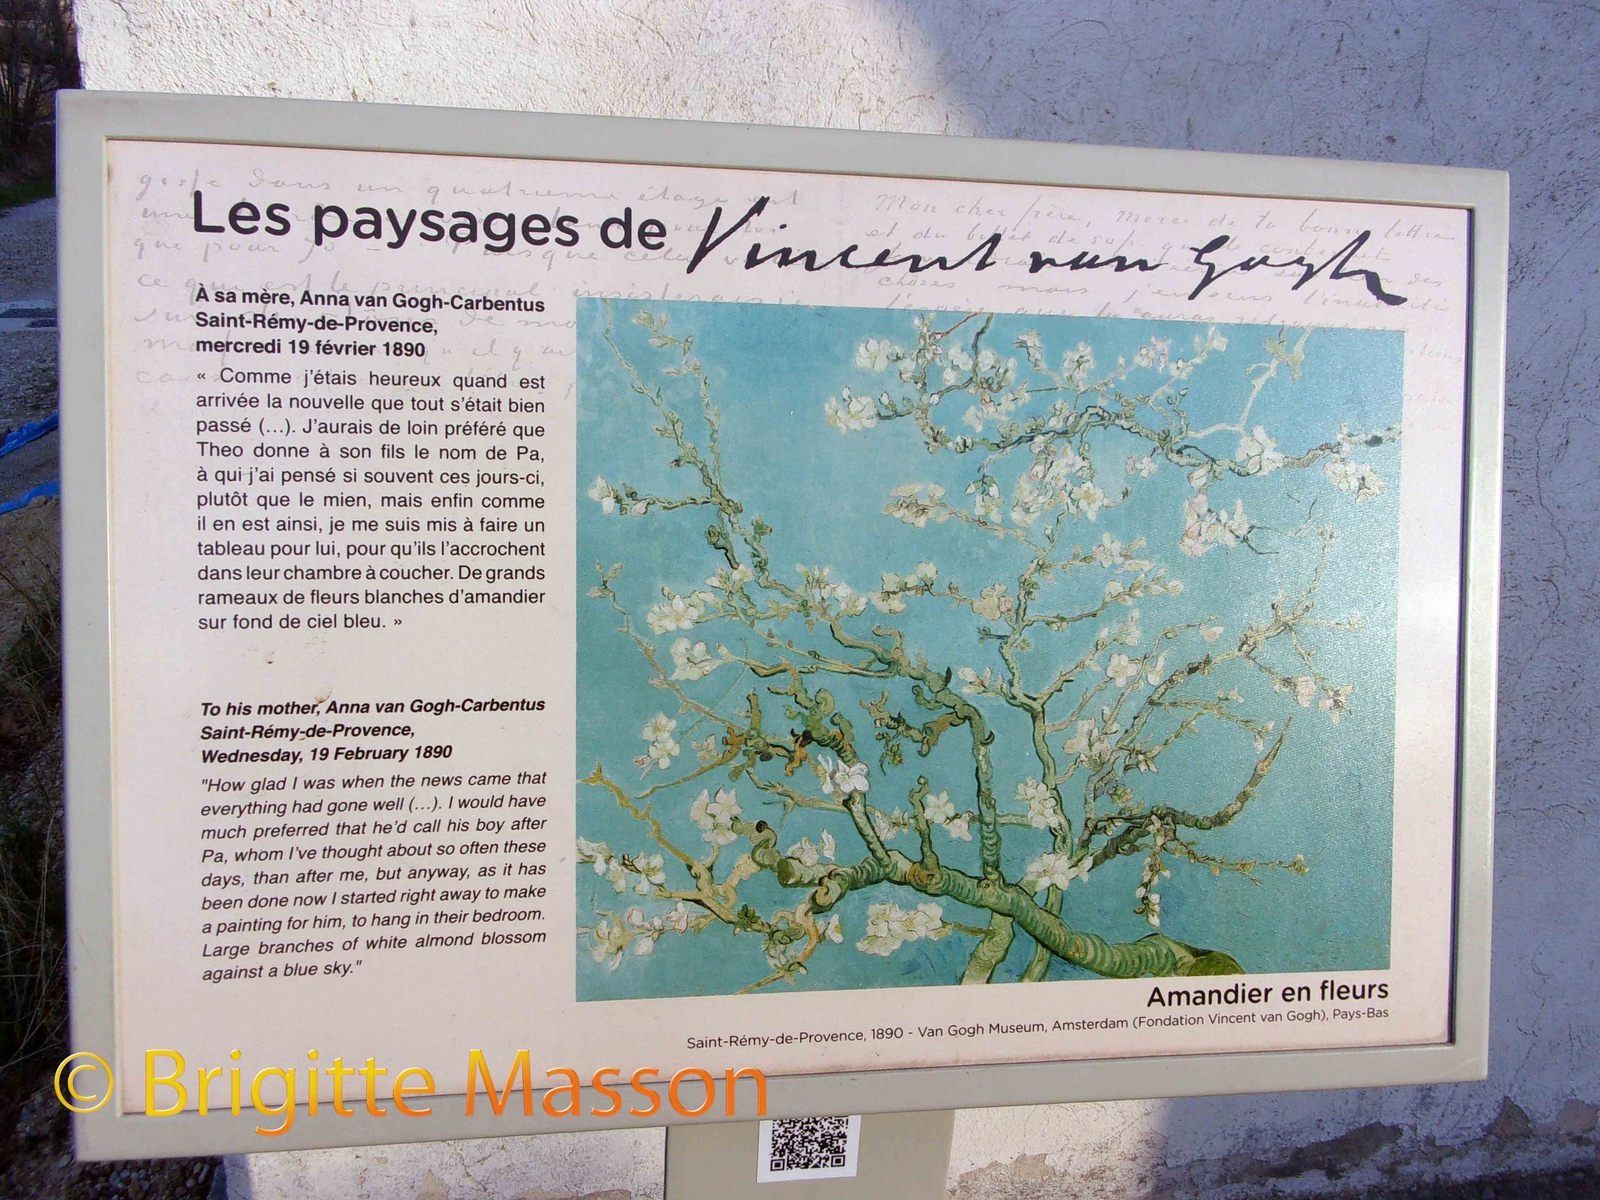 Les paysages de Vincent van Gogh
À sa mère, Anna van Gogh-Carbentus
Saint-Rémy-de-Provence,
mercredi 19 février 1890
« Comme j'étais heureux quand est
arrivée la nouvelle que tout s'était bien
passé (...). J'aurais de loin préféré que
Theo donne à son fils le nom de Pa,
à qui j'ai pensé si souvent ces jours-ci,
plutôt que le mien, mais enfin comme
il en est ainsi, je me suis mis à faire un
tableau pour lui, pour qu'ils l'accrochent
dans leur chambre à coucher. De grands
rameaux de fleurs blanches d'amandier
sur fond de ciel bleu. »
To his mother, Anna van Gogh-Carbentus
Saint-Rémy-de-Provence,
Wednesday, 19 February 1890
"How glad I was when the news came that
everything had gone well (...). I would have
much preferred that he'd call his boy after
Pa, whom I've thought about so often these
days, than after me, but anyway, as it has
been done now I started right away to make
a painting for him, to hang in their bedroom.
Large branches of white almond blossom
against a blue sky."
Amandier en fleurs
Saint-Rémy-de-Provence, 1890 - Van Gogh Museum, Amsterdam (Fondation Vincent van Gogh), Pays-Bas
© Brigitte Masson